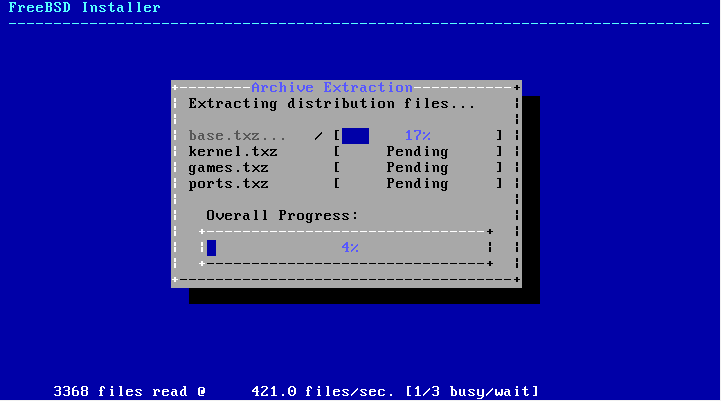 FreeBSD Installer
Archive Extraction
Extracting distribution files...
base.txz... / [ 17% ]
kernel.txz [ Pending ]
games.txz [ Pending ]
ports.txz [ Pending ]
Overall Progress:
4%
3368 files read @ 421.0 files/sec. [1/3 busy/wait]